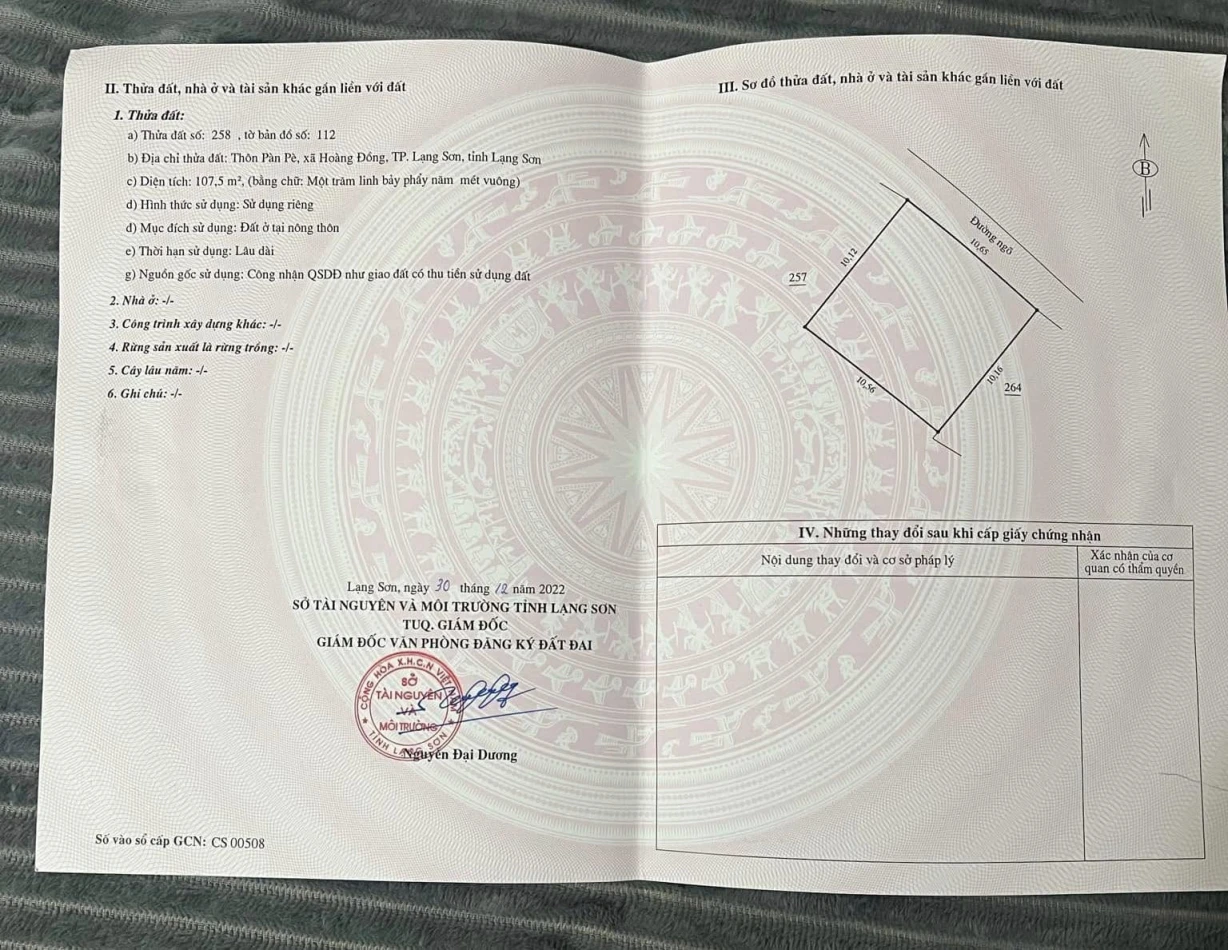 II. Thửa đất, nhà ở và tài sản khác gắn liền với đất
1. Thửa đất:
a) Thửa đất số: 258 , tờ bản đồ số: 112
b) Địa chỉ thửa đất: Thôn Pàn Pè, xã Hoàng Đồng, TP. Lạng Sơn, tỉnh Lạng Sơn
c) Diện tích: 107,5 m², (bằng chữ: Một trăm linh bảy phẩy năm mét vuông)
d) Hình thức sử dụng: Sử dụng riêng
đ) Mục đích sử dụng: Đất ở tại nông thôn
e) Thời hạn sử dụng: Lâu dài
g) Nguồn gốc sử dụng: Công nhận QSDĐ như giao đất có thu tiền sử dụng đất
2. Nhà ở: -/-
3. Công trình xây dựng khác: -/-
4. Rừng sản xuất là rừng trồng: -/-
5. Cây lâu năm: -/-
6. Ghi chú: -/-
Lạng Sơn, ngày 30 tháng 12 năm 2022
SỞ TÀI NGUYÊN VÀ MÔI TRƯỜNG TỈNH LẠNG SƠN
TUQ. GIÁM ĐỐC
GIÁM ĐỐC VĂN PHÒNG ĐĂNG KÝ ĐẤT ĐAI
CỘNG HÒA X.H.C.N VIỆT NAM
SỞ
TÀI NGUYÊN
VÀ
MÔI TRƯỜNG
TỈNH LẠNG SƠN
Nguyễn Đại Dương
Số vào sổ cấp GCN: CS 00508
III. Sơ đồ thửa đất, nhà ở và tài sản khác gắn liền với đất
B
Đường ngõ
10,65
10,12
257
10,16
264
10,56
IV. Những thay đổi sau khi cấp giấy chứng nhận
Nội dung thay đổi và cơ sở pháp lý
Xác nhận của cơ
quan có thẩm quyền